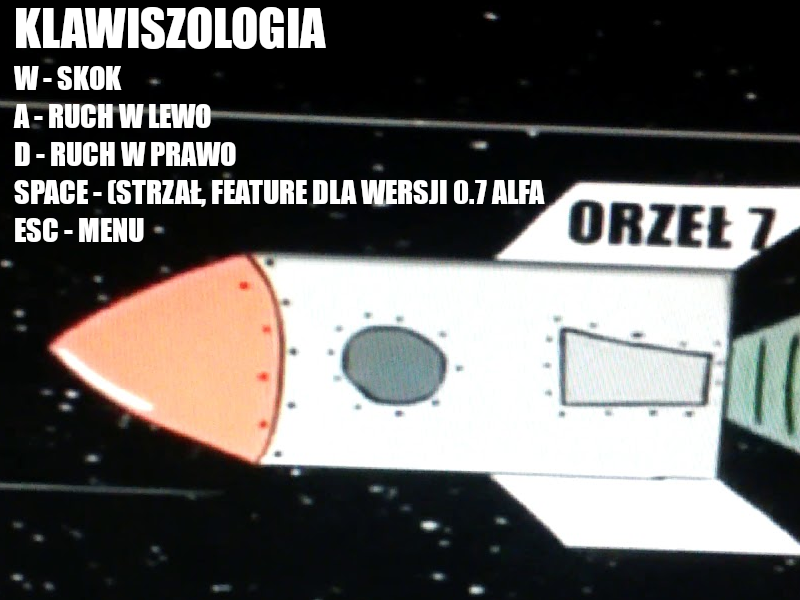 KLAWISZOLOGIA
W - SKOK
A - RUCH W LEWO
D - RUCH W PRAWO
SPACE - (STRZAŁ, FEATURE DLA WERSJI 0.7 ALFA
ESC - MENU
ORZEŁ 7